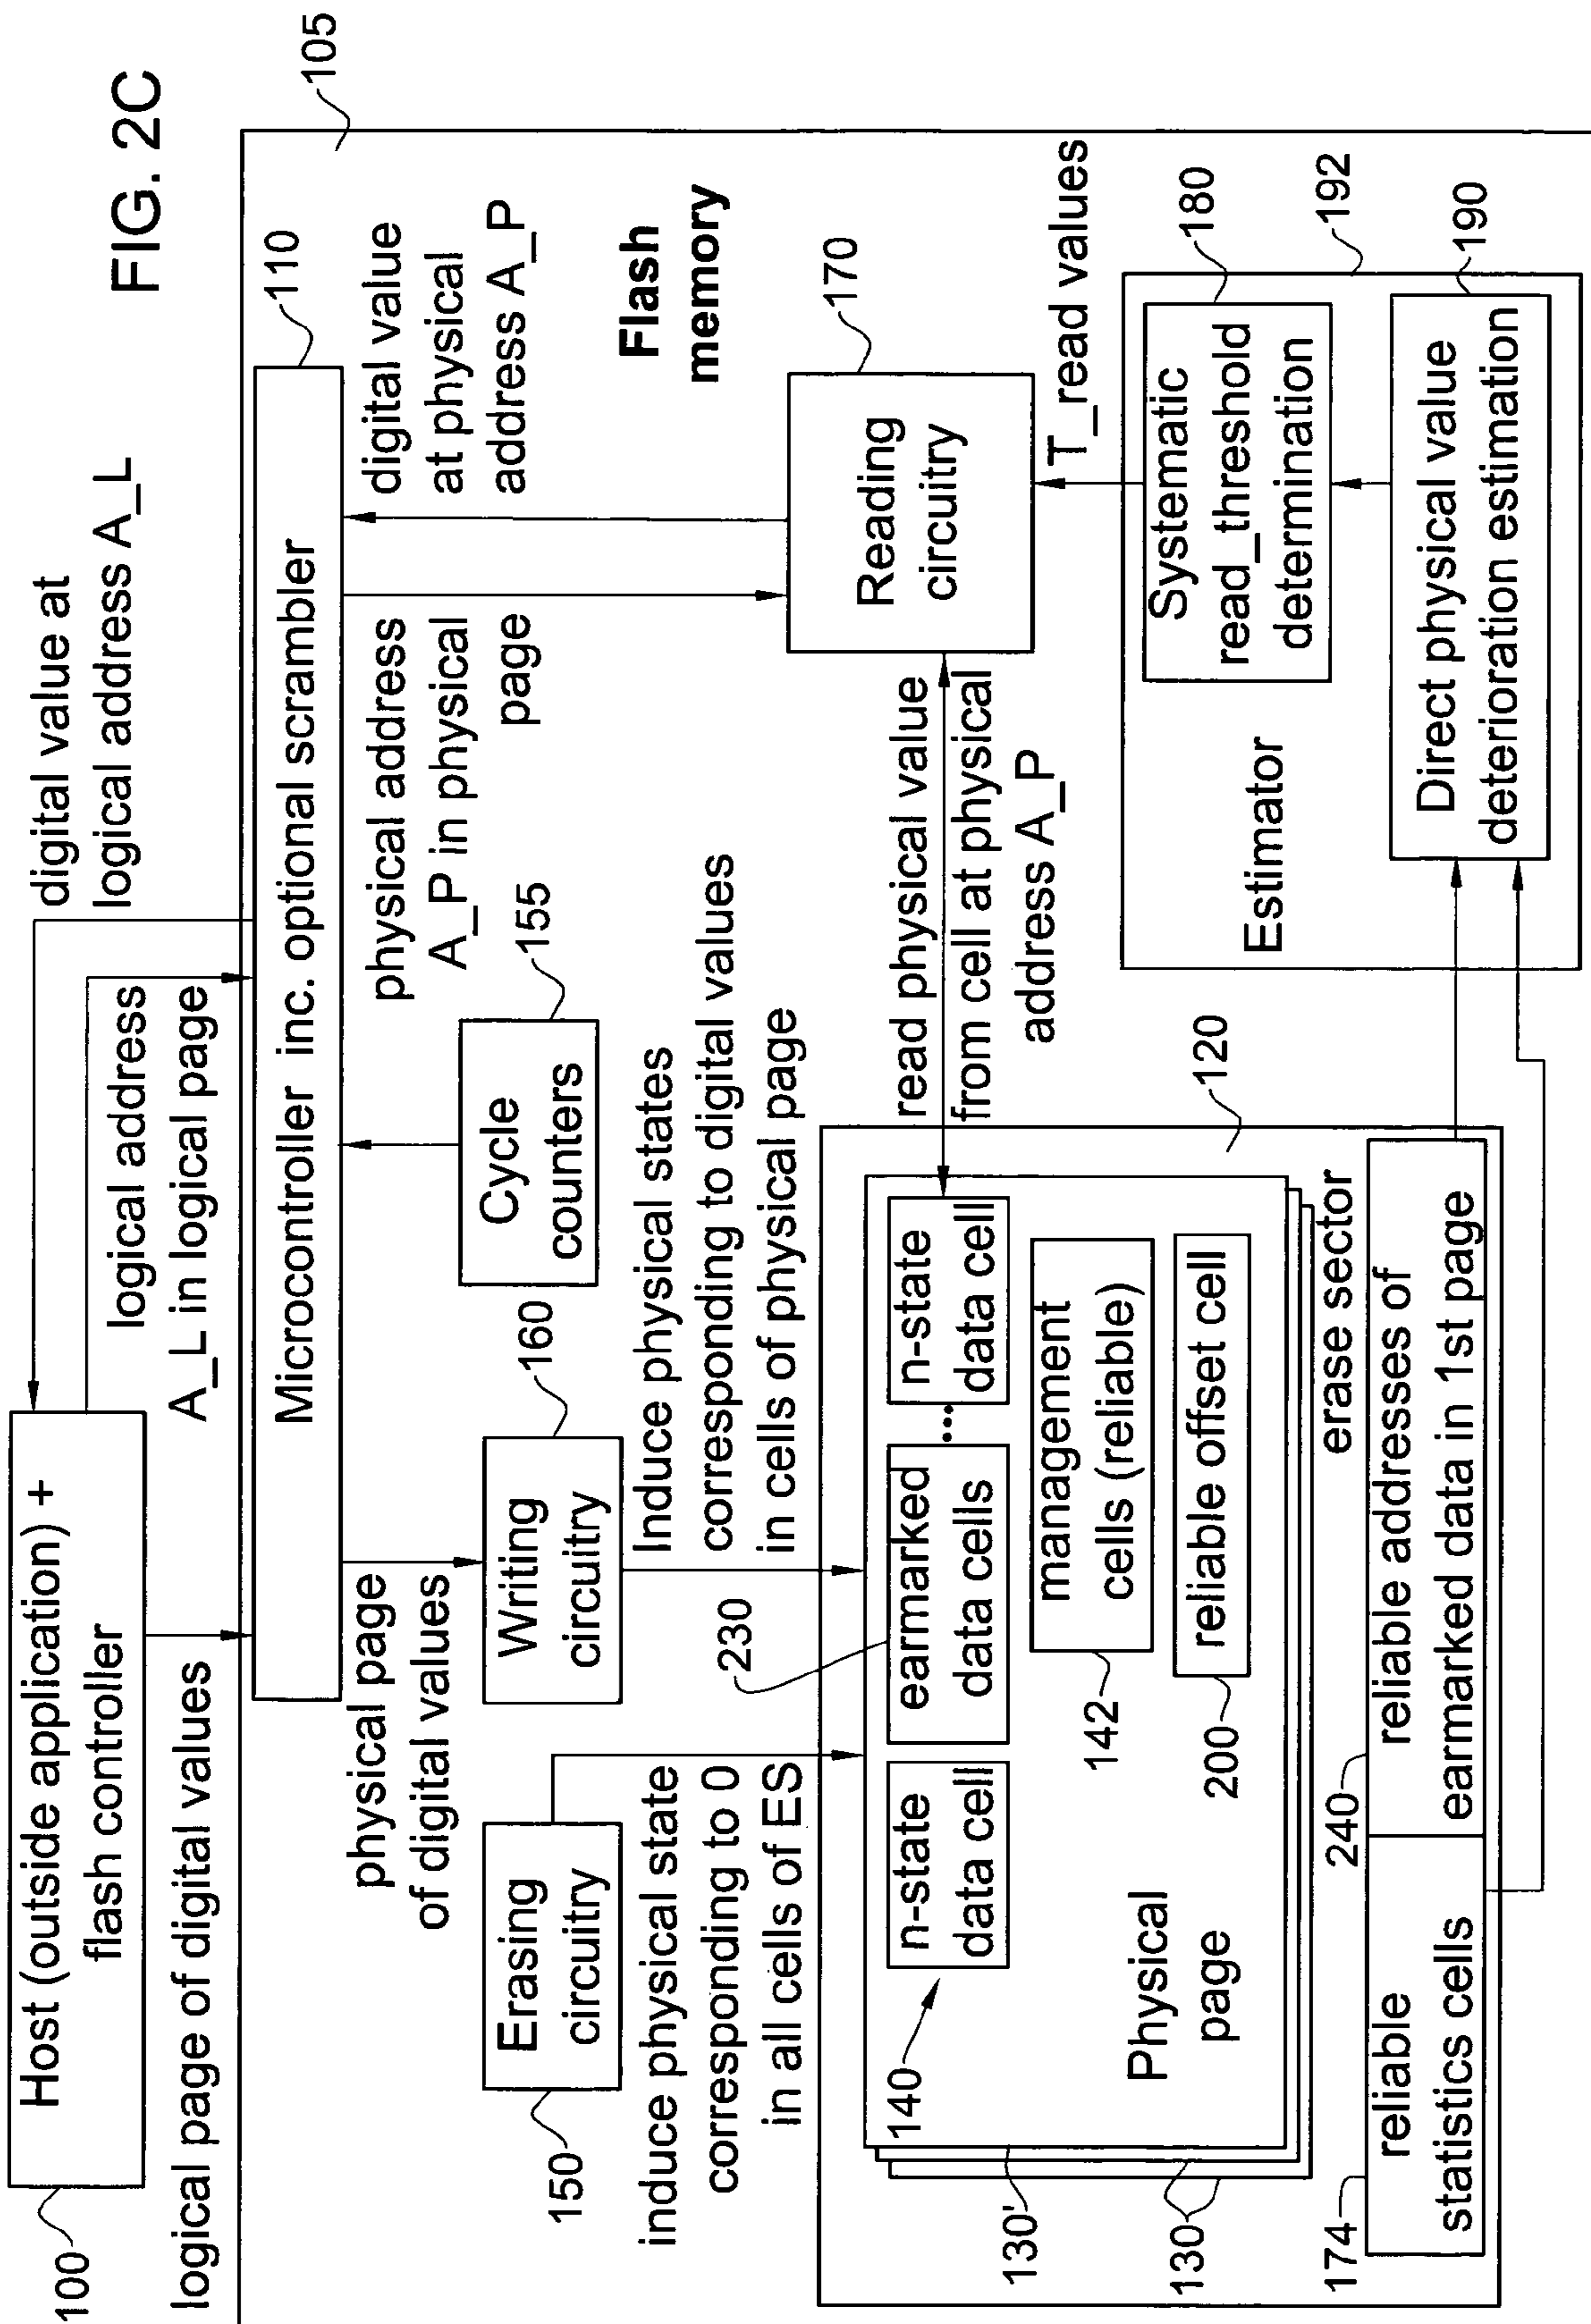 FIG. 2C
100
Host (outside application) +
flash controller
logical page of digital values
logical address
A_L in logical page
digital value at
logical address A_L
105
110
Microcontroller inc. optional scrambler
physical page
of digital values
Cycle
counters
155
physical address
A_P in physical
page
digital value
at physical
address A_P
Flash
memory
150
Erasing
circuitry
160
Writing
circuitry
170
Reading
circuitry
induce physical state
corresponding to 0
in all cells of ES
230
Induce physical states
corresponding to digital values
in cells of physical page
read physical value
from cell at physical
address A_P
T_read values
140
n-state
data cell
earmarked
data cells
...
n-state
data cell
120
142
management
cells (reliable)
200
reliable offset cell
Physical
page
130'
130
erase sector
174
reliable
statistics cells
240
reliable addresses of
earmarked data in 1st page
Estimator
Systematic
read_threshold
determination
180
192
Direct physical value
deterioration estimation
190